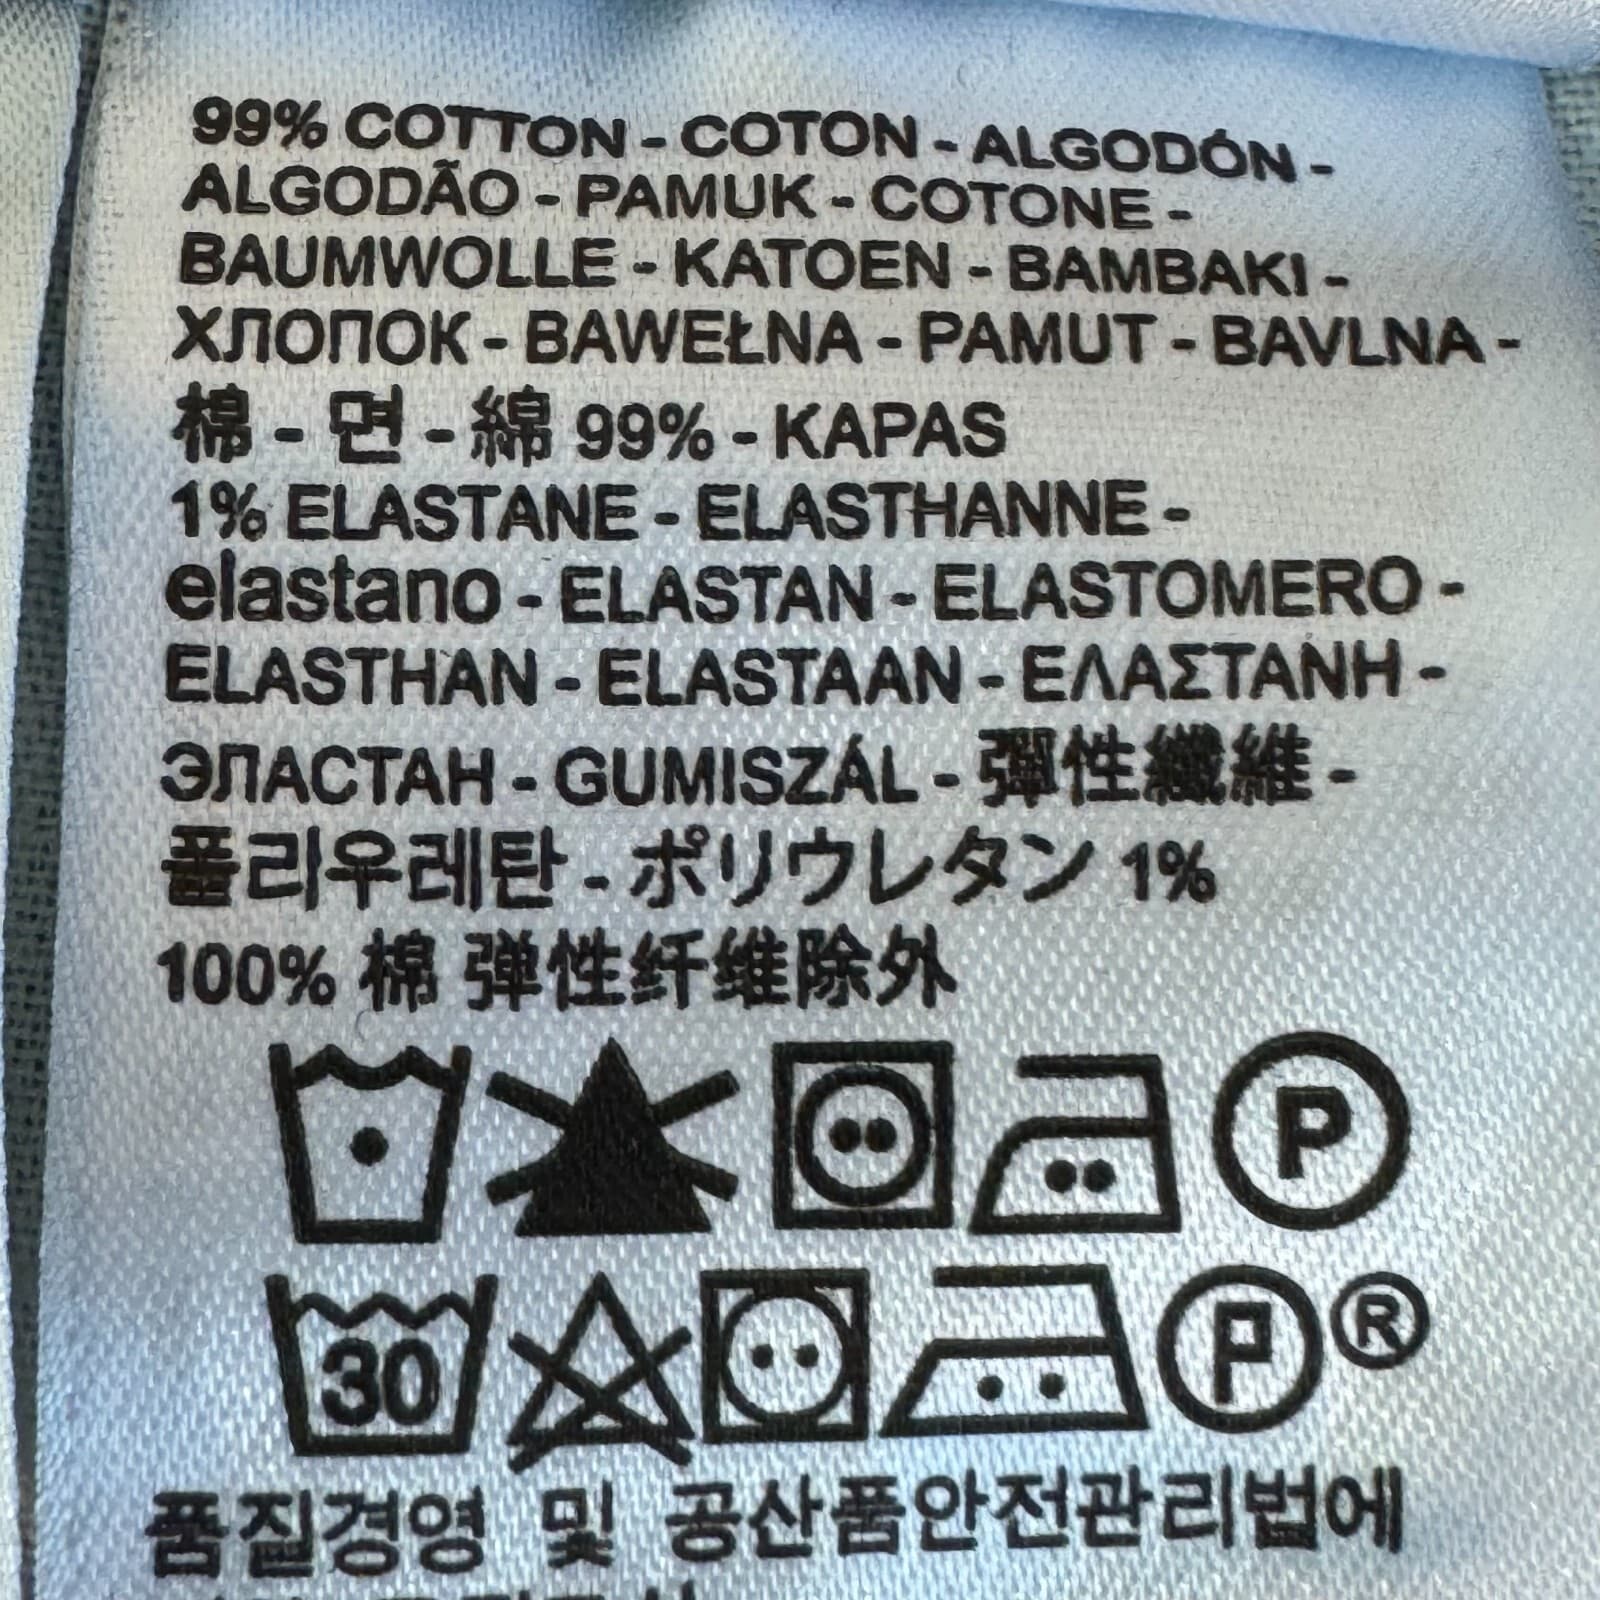 99% COTTON - COTON - ALGODÓN -
ALGODÃO - PAMUK - COTONE -
BAUMWOLLE - KATOEN - BAMBAKI -
ХЛОПОК - BAWEŁNA - PAMUT - BAVLNA -
棉 - 면 - 綿 99% - KAPAS
1% ELASTANE - ELASTHANNE -
elastano - ELASTAN - ELASTOMERO -
ELASTHAN - ELASTAAN - ΕΛΑΣΤΑΝΗ -
ЭЛАСТАН - GUMISZÁL - 彈性纖維 -
폴리우레탄 - ポリウレタン 1%
100% 棉 弹性纤维除外
P
30 P ®
품질경영 및 공산품안전관리법에